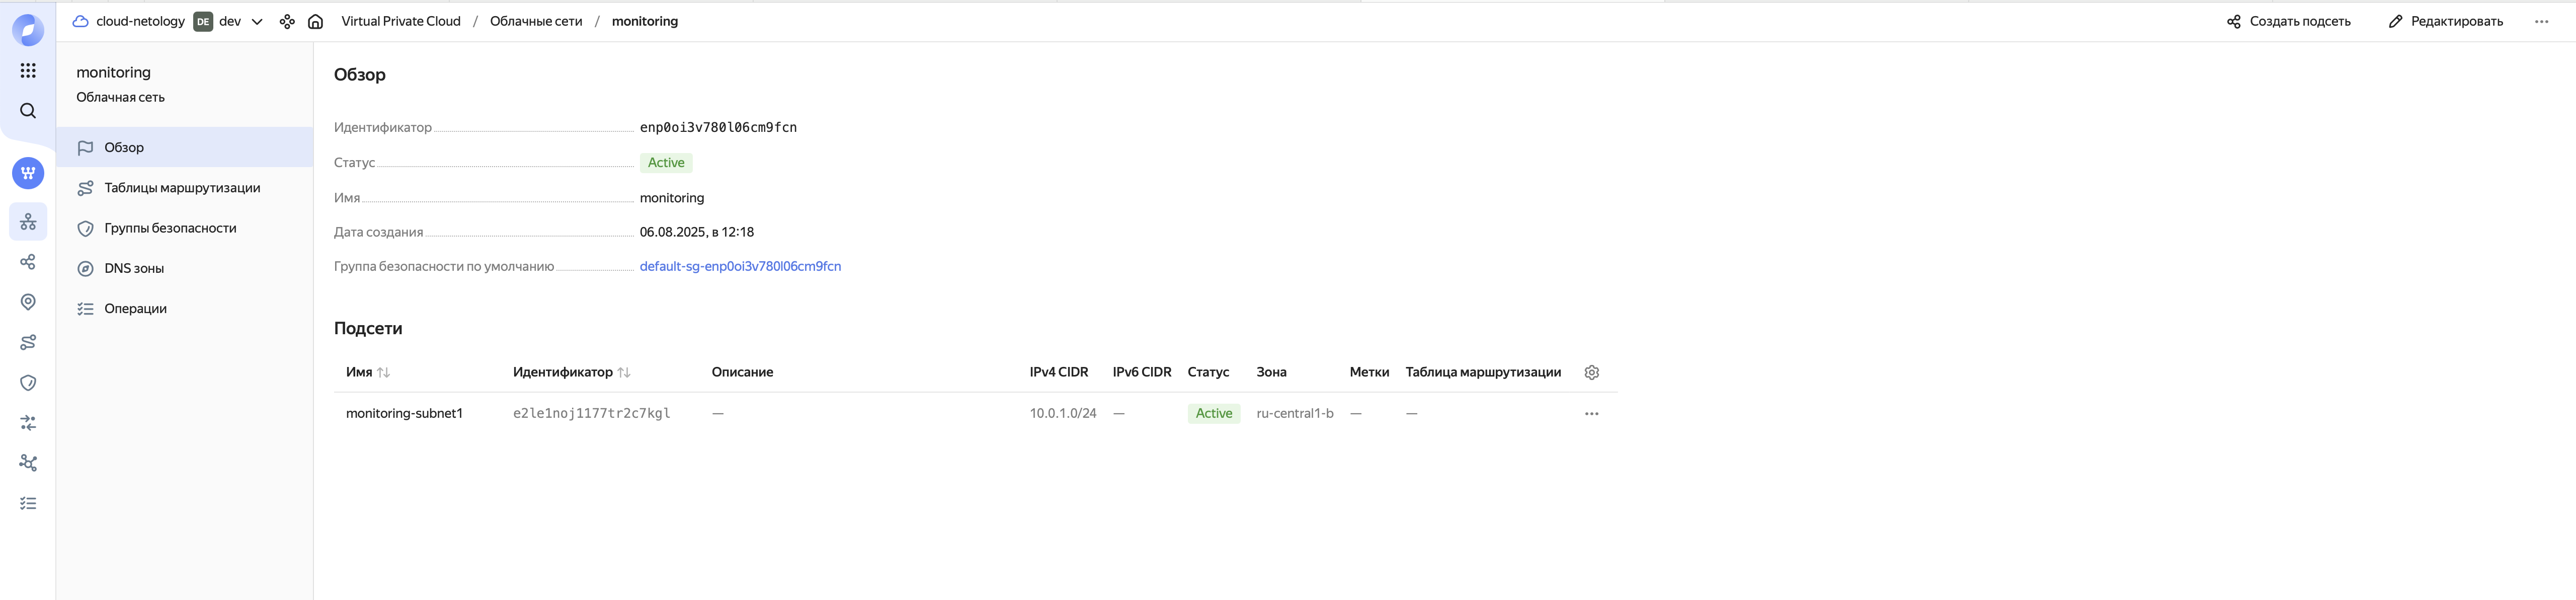 cloud-netology DE dev Virtual Private Cloud / Облачные сети / monitoring Создать подсеть Редактировать
monitoring
Облачная сеть
Обзор
Таблицы маршрутизации
Группы безопасности
DNS зоны
Операции
Обзор
Идентификатор enp0oi3v780l06cm9fcn
Статус Active
Имя monitoring
Дата создания 06.08.2025, в 12:18
Группа безопасности по умолчанию default-sg-enp0oi3v780l06cm9fcn
Подсети
Имя Идентификатор Описание IPv4 CIDR IPv6 CIDR Статус Зона Метки Таблица маршрутизации
monitoring-subnet1 e2le1noj1177tr2c7kgl — 10.0.1.0/24 — Active ru-central1-b — —